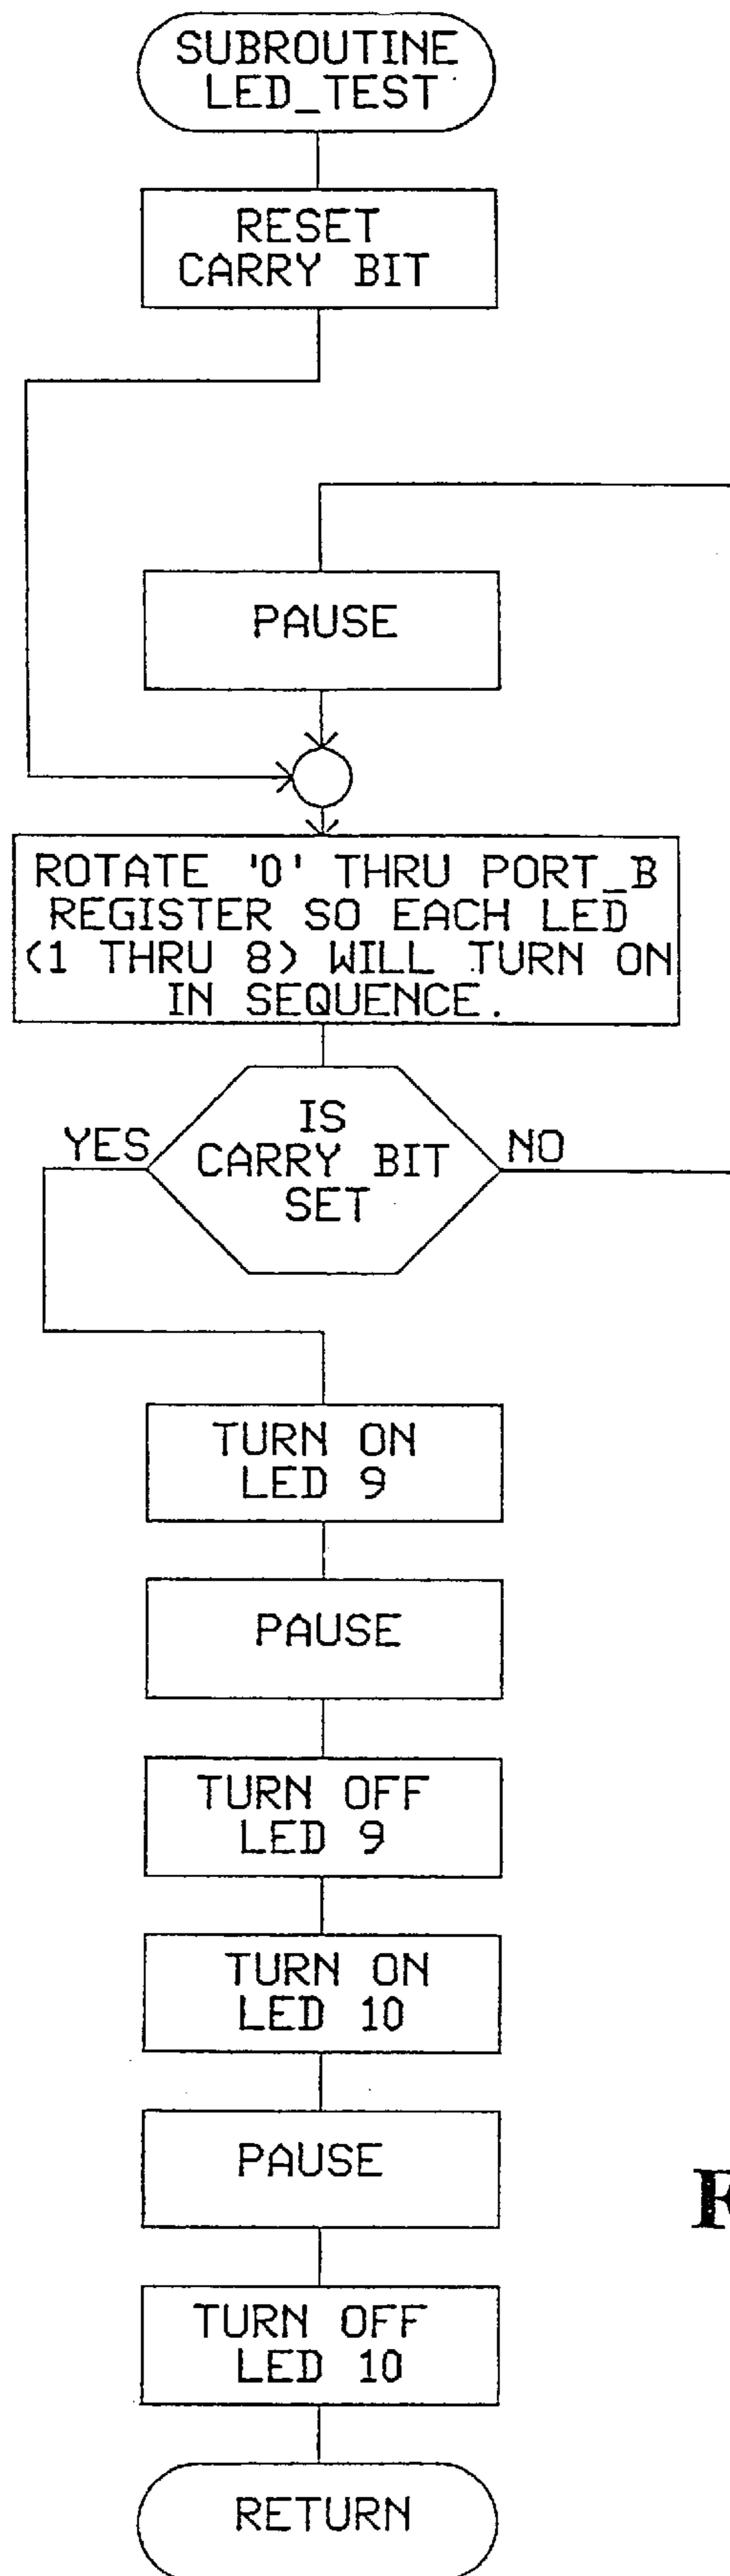 SUBROUTINE
LED_TEST
RESET
CARRY BIT
PAUSE
ROTATE '0' THRU PORT_B
REGISTER SO EACH LED
(1 THRU 8) WILL TURN ON
IN SEQUENCE.
IS
CARRY BIT
SET
YES
NO
TURN ON
LED 9
PAUSE
TURN OFF
LED 9
TURN ON
LED 10
PAUSE
TURN OFF
LED 10
RETURN